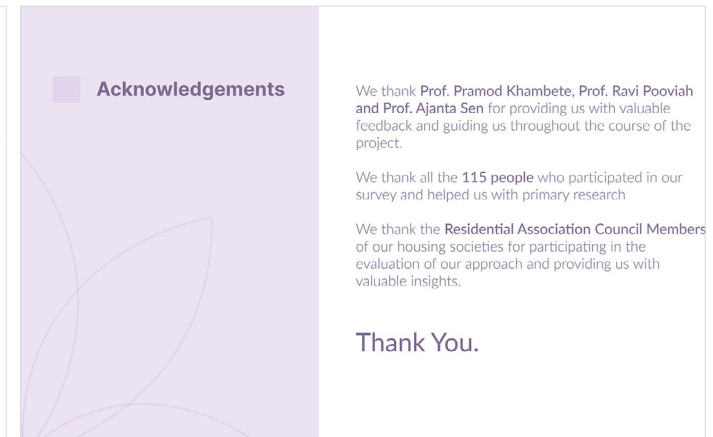 Acknowledgements
We thank Prof. Pramod Khambete, Prof. Ravi Pooviah
and Prof. Ajanta Sen for providing us with valuable
feedback and guiding us throughout the course of the
project.
We thank all the 115 people who participated in our
survey and helped us with primary research
We thank the Residential Association Council Members
of our housing societies for participating in the
evaluation of our approach and providing us with
valuable insights.
Thank You.